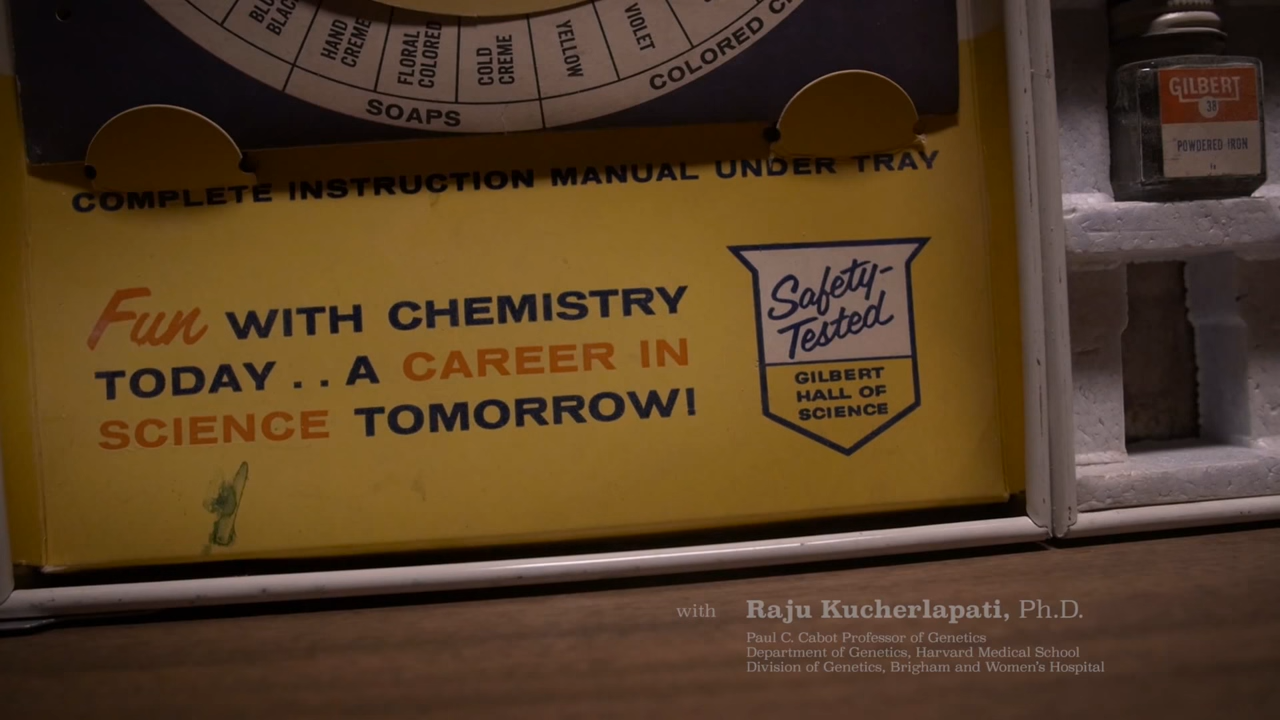 HAND
CREME
FLORAL
COLORED
COLD
CREME
YELLOW
VIOLET
SOAPS
COLORED
GILBERT
38
POWDERED IRON
COMPLETE INSTRUCTION MANUAL UNDER TRAY
Fun WITH CHEMISTRY
TODAY . . A CAREER IN
SCIENCE TOMORROW!
Safety-
Tested
GILBERT
HALL OF
SCIENCE
with Raju Kucherlapati, Ph.D.
Paul C. Cabot Professor of Genetics
Department of Genetics, Harvard Medical School
Division of Genetics, Brigham and Women's Hospital